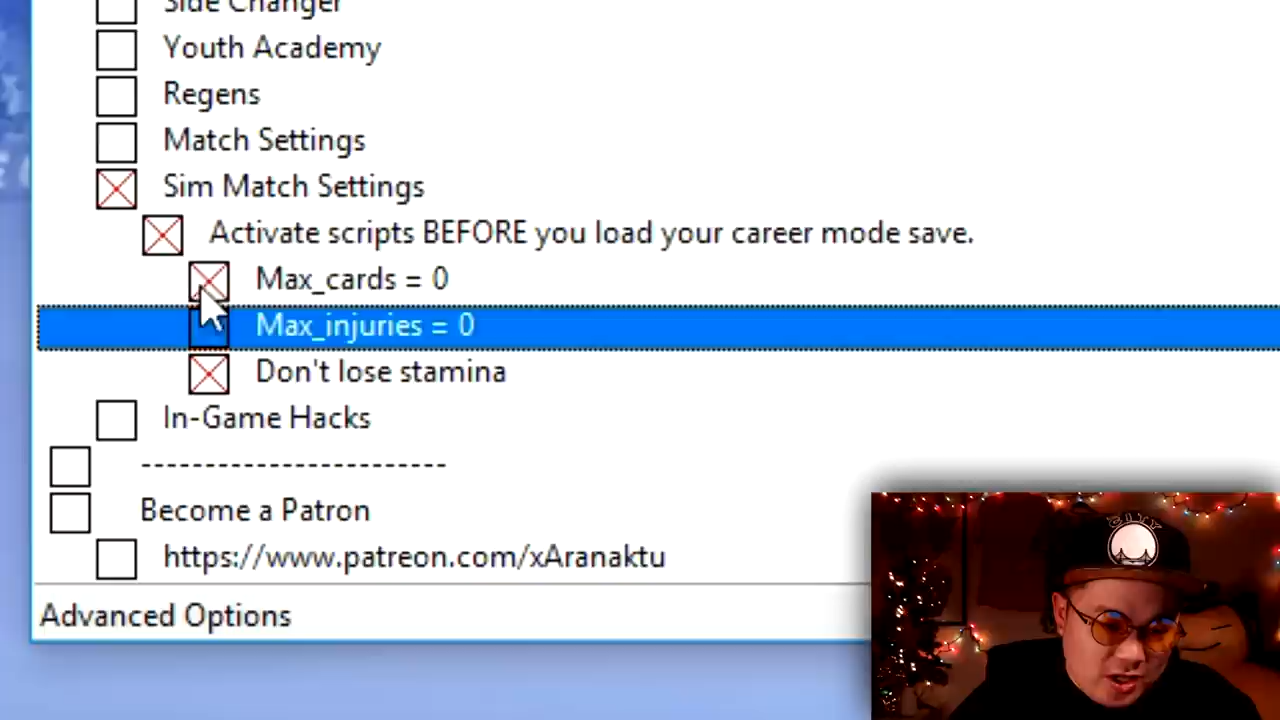 Side Changer
Youth Academy
Regens
Match Settings
Sim Match Settings
Activate scripts BEFORE you load your career mode save.
Max_cards = 0
Max_injuries = 0
Don't lose stamina
In-Game Hacks
------------------------
Become a Patron
https://www.patreon.com/xAranaktu
Advanced Options
CITY